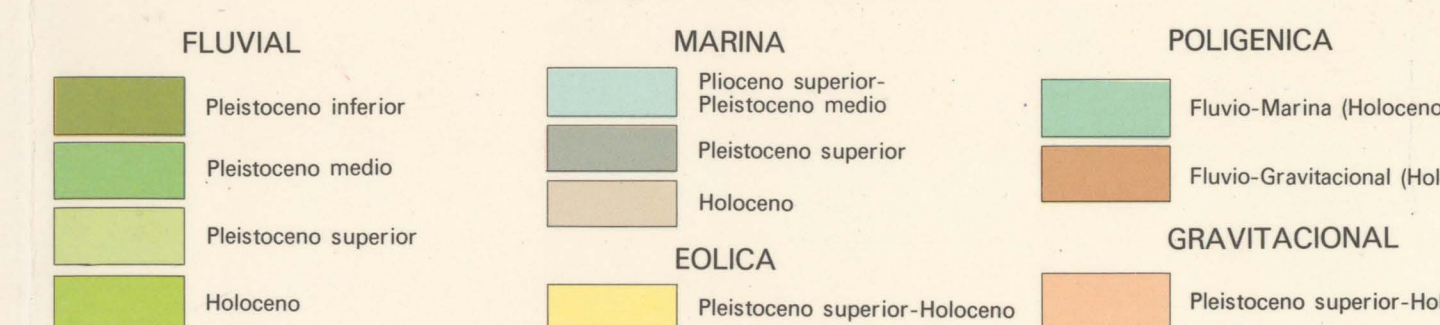 FLUVIAL
Pleistoceno inferior
Pleistoceno medio
Pleistoceno superior
Holoceno
MARINA
Plioceno superior-
Pleistoceno medio
Pleistoceno superior
Holoceno
EOLICA
Pleistoceno superior-Holoceno
POLIGENICA
Fluvio-Marina (Holoceno
Fluvio-Gravitacional (Hol
GRAVITACIONAL
Pleistoceno superior-Hol